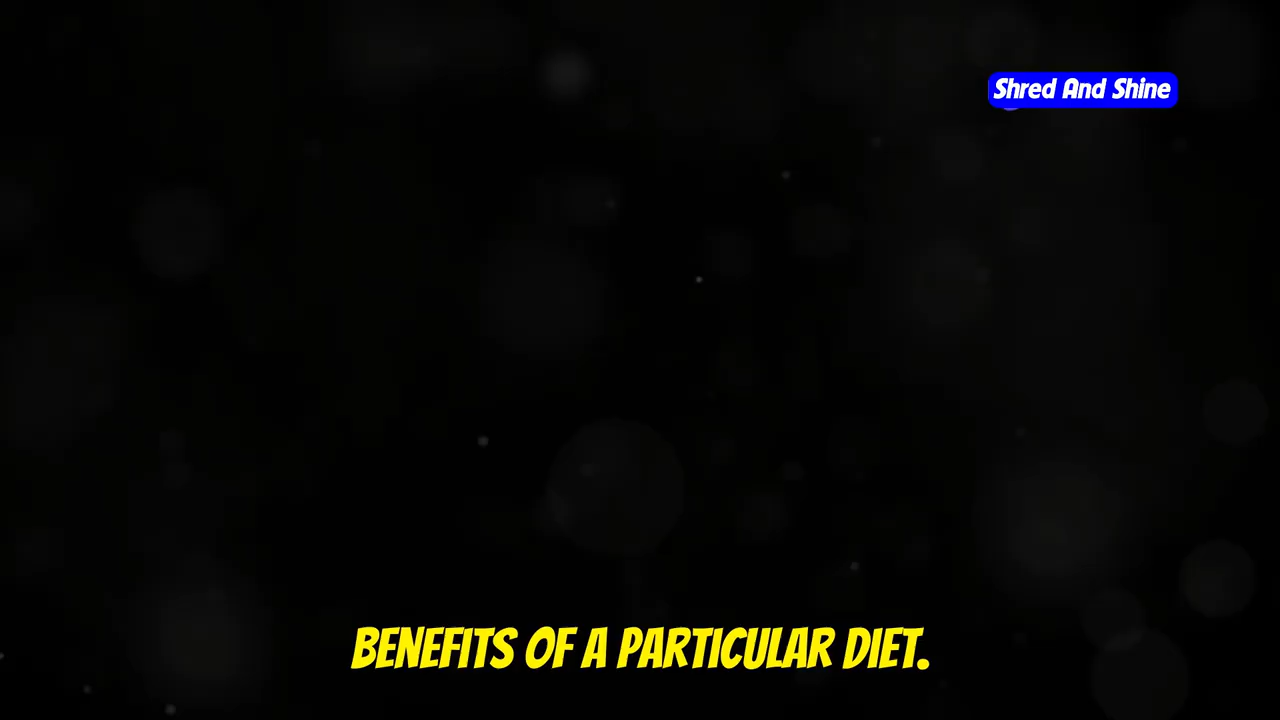 Shred And Shine
BENEFITS OF A PARTICULAR DIET.